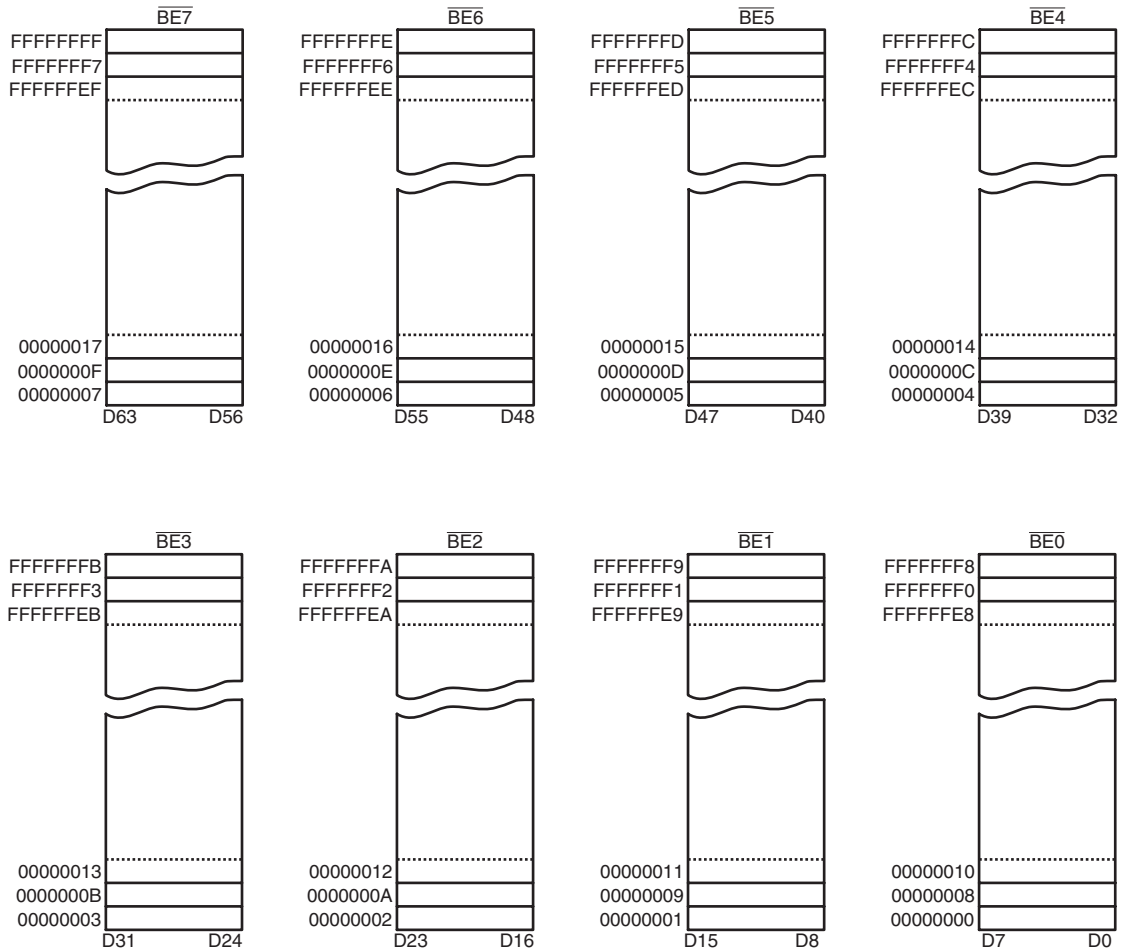 BE7 BE6 BE5 BE4
FFFFFFFF FFFFFFFE FFFFFFFD FFFFFFFC
FFFFFFF7 FFFFFFF6 FFFFFFF5 FFFFFFF4
FFFFFFEF FFFFFFEE FFFFFFED FFFFFFEC
00000017 00000016 00000015 00000014
0000000F 0000000E 0000000D 0000000C
00000007 00000006 00000005 00000004
D63 D56 D55 D48 D47 D40 D39 D32
BE3 BE2 BE1 BE0
FFFFFFFB FFFFFFFA FFFFFFF9 FFFFFFF8
FFFFFFF3 FFFFFFF2 FFFFFFF1 FFFFFFF0
FFFFFFEB FFFFFFEA FFFFFFE9 FFFFFFE8
00000013 00000012 00000011 00000010
0000000B 0000000A 00000009 00000008
00000003 00000002 00000001 00000000
D31 D24 D23 D16 D15 D8 D7 D0